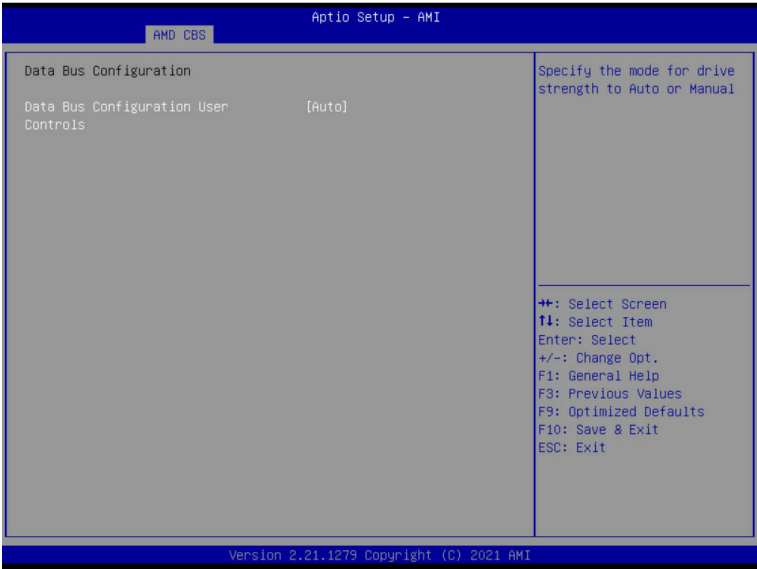 Aptio Setup – AMI
AMD CBS
Data Bus Configuration
Data Bus Configuration User [Auto]
Controls
Specify the mode for drive
strength to Auto or Manual
→←: Select Screen
↑↓: Select Item
Enter: Select
+/-: Change Opt.
F1: General Help
F3: Previous Values
F9: Optimized Defaults
F10: Save & Exit
ESC: Exit
Version 2.21.1279 Copyright (C) 2021 AMI